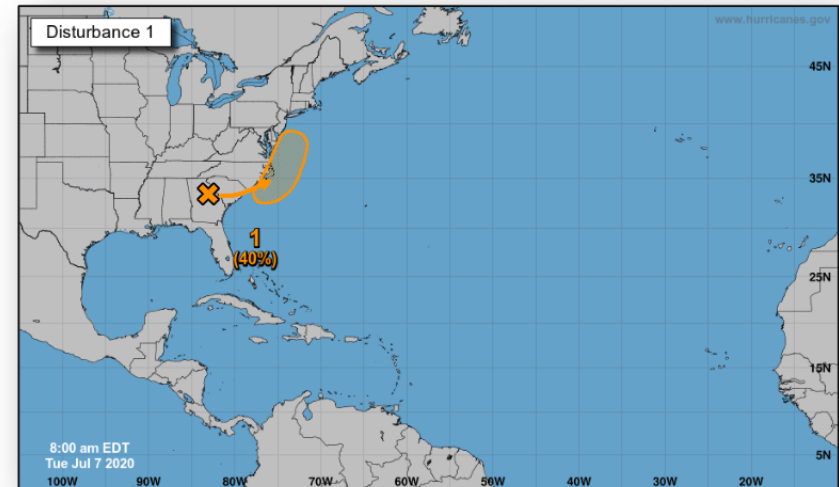 Disturbance 1
www.hurricanes.gov
45N
35N
1
(40%)
25N
15N
8:00 am EDT
Tue Jul 7 2020
5N
100W 90W 80W 70W 60W 50W 40W 30W 20W